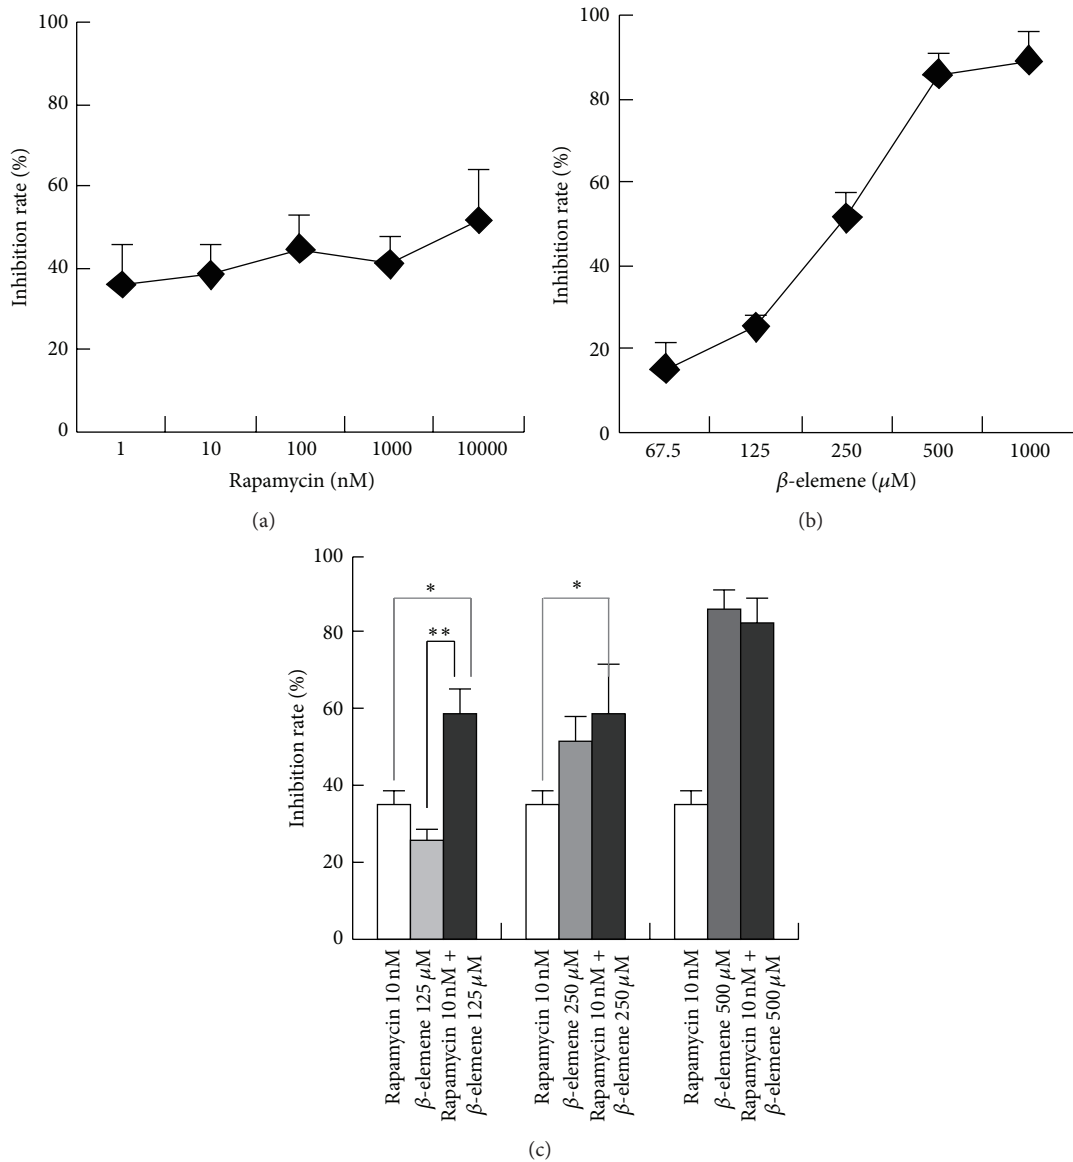 100
80
60
40
20
0
Inhibition rate (%)
1 10 100 1000 10000
Rapamycin (nM)
(a)
100
80
60
40
20
0
Inhibition rate (%)
67.5 125 250 500 1000
β-elemene (μM)
(b)
100
80
60
40
20
0
Inhibition rate (%)
*
**
*
Rapamycin 10 nM
β-elemene 125 μM
Rapamycin 10 nM +
β-elemene 125 μM
Rapamycin 10 nM
β-elemene 250 μM
Rapamycin 10 nM +
β-elemene 250 μM
Rapamycin 10 nM
β-elemene 500 μM
Rapamycin 10 nM +
β-elemene 500 μM
(c)